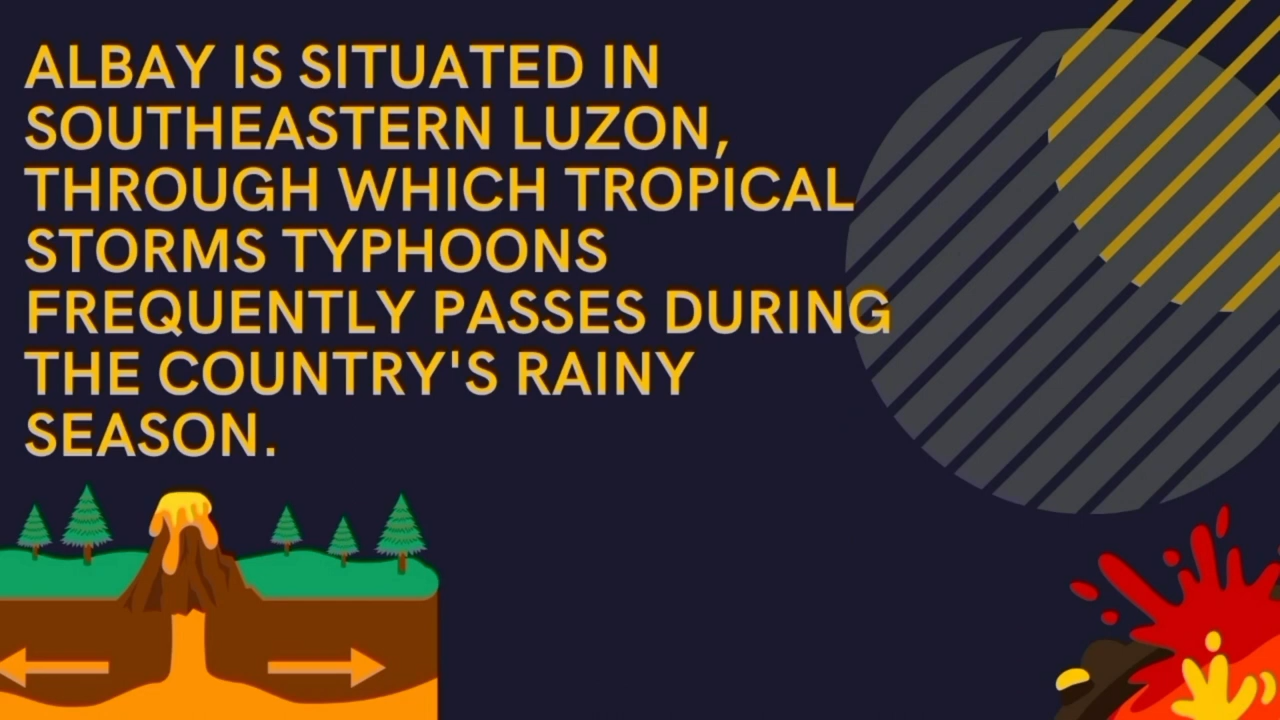 ALBAY IS SITUATED IN
SOUTHEASTERN LUZON,
THROUGH WHICH TROPICAL
STORMS TYPHOONS
FREQUENTLY PASSES DURING
THE COUNTRY'S RAINY
SEASON.